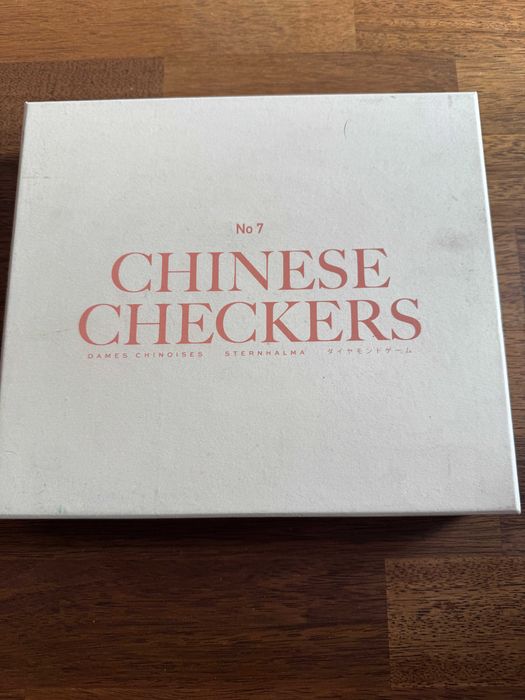 No 7
CHINESE
CHECKERS
DAMES CHINOISES STERNHALMA ダイヤモンドゲーム